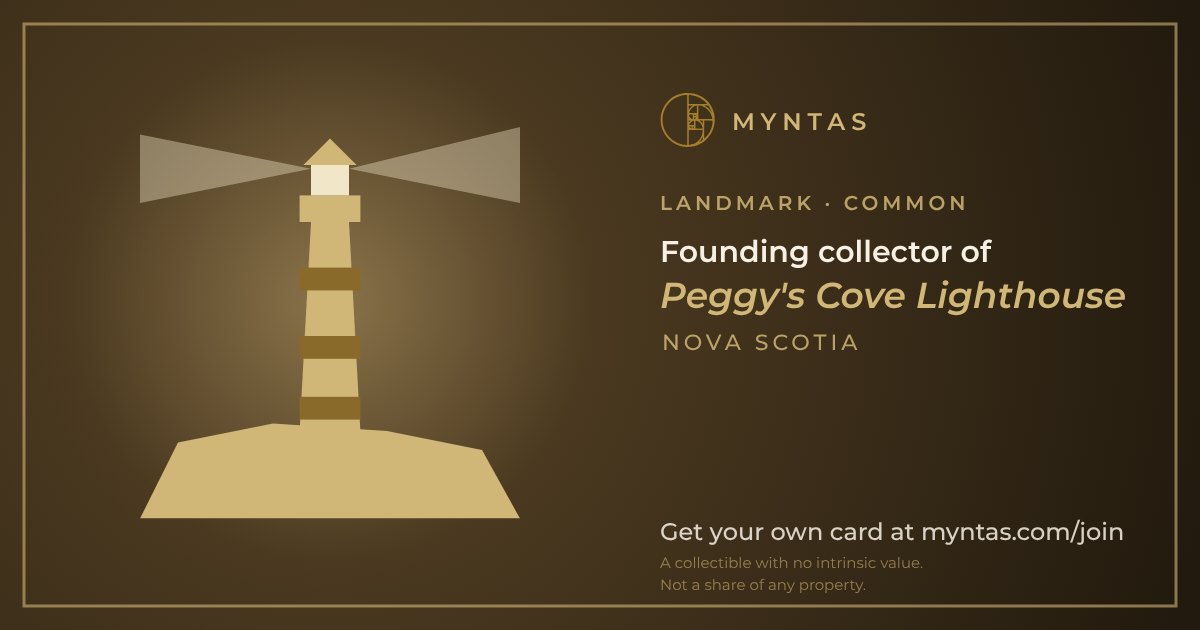 MYNTAS
LANDMARK · COMMON
Founding collector of
Peggy's Cove Lighthouse
NOVA SCOTIA
Get your own card at myntas.com/join
A collectible with no intrinsic value.
Not a share of any property.